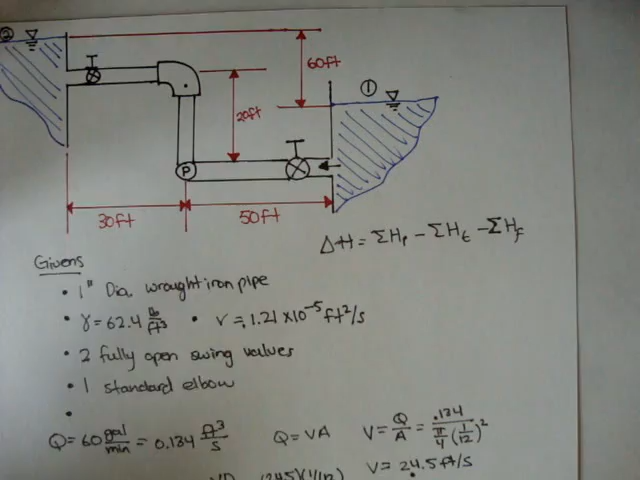 ②
60ft
①
20ft
P
30ft
50ft
ΔH = ΣHp - ΣHt - ΣHf
Givens
• 1" Dia. wrought iron pipe
• γ = 62.4 lb/ft³ • ν = 1.21 x10⁻⁵ ft²/s
• 2 fully open swing valves
• 1 standard elbow
•
Q = 60 gal/min = 0.134 ft³/s Q = VA V = Q/A = .134/(π/4 (1/12)²)
V = 24.5 ft/s